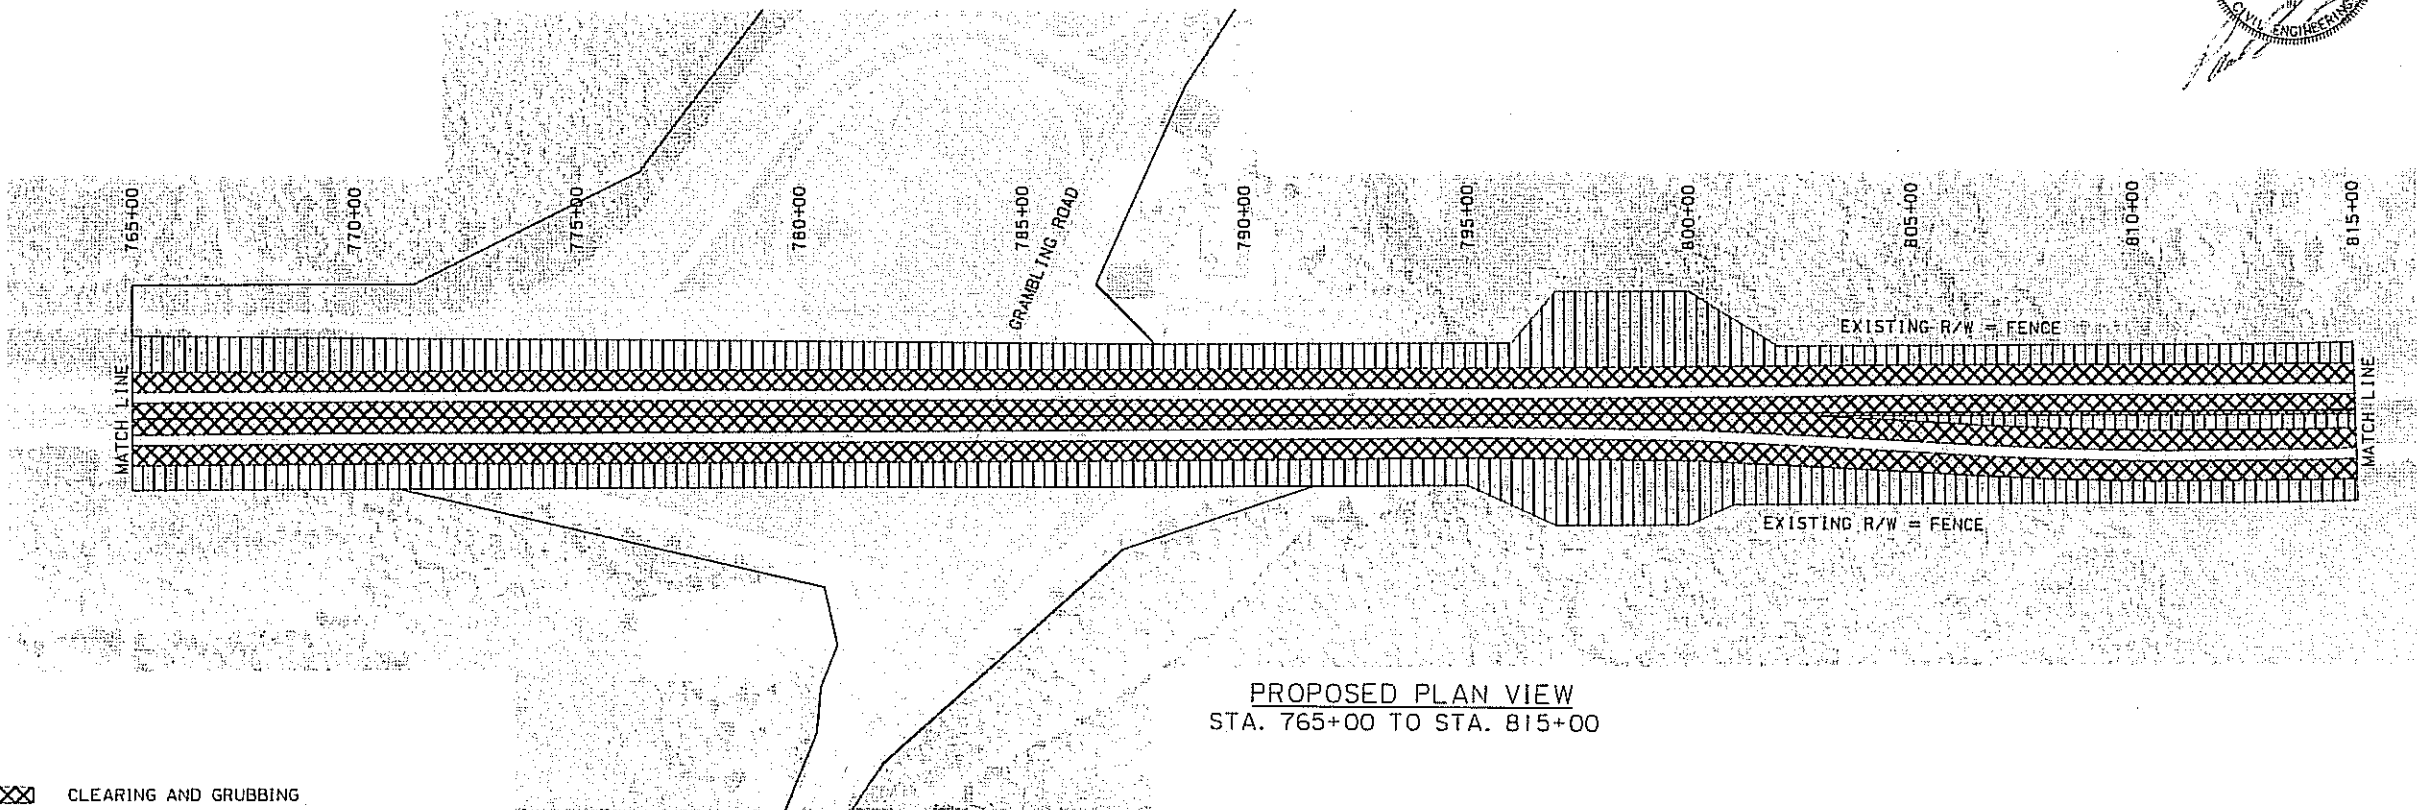 CIVIL ENGINEERING
765+00
770+00
775+00
780+00
785+00
790+00
795+00
800+00
805+00
810+00
815+00
GRAMBLING ROAD
EXISTING R/W = FENCE
MATCH LINE
MATCH LINE
EXISTING R/W = FENCE
PROPOSED PLAN VIEW
STA. 765+00 TO STA. 815+00
CLEARING AND GRUBBING